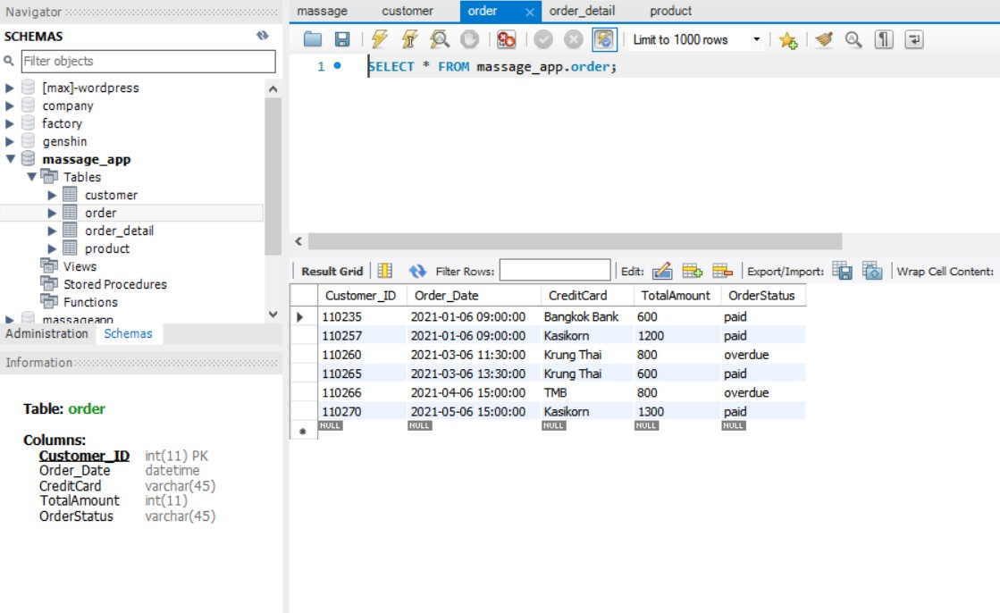 Navigator
SCHEMAS
Filter objects
[max]-wordpress
company
factory
genshin
massage_app
Tables
customer
order
order_detail
product
Views
Stored Procedures
Functions
massageapp
Administration Schemas
Information
Table: order
Columns:
Customer_ID int(11) PK
Order_Date datetime
CreditCard varchar(45)
TotalAmount int(11)
OrderStatus varchar(45)
massage customer order order_detail product
Limit to 1000 rows
1 SELECT * FROM massage_app.order;
Result Grid Filter Rows: Edit: Export/Import: Wrap Cell Content:
Customer_ID Order_Date CreditCard TotalAmount OrderStatus
110235 2021-01-06 09:00:00 Bangkok Bank 600 paid
110257 2021-01-06 09:00:00 Kasikorn 1200 paid
110260 2021-03-06 11:30:00 Krung Thai 800 overdue
110265 2021-03-06 13:30:00 Krung Thai 600 paid
110266 2021-04-06 15:00:00 TMB 800 overdue
110270 2021-05-06 15:00:00 Kasikorn 1300 paid
NULL NULL NULL NULL NULL